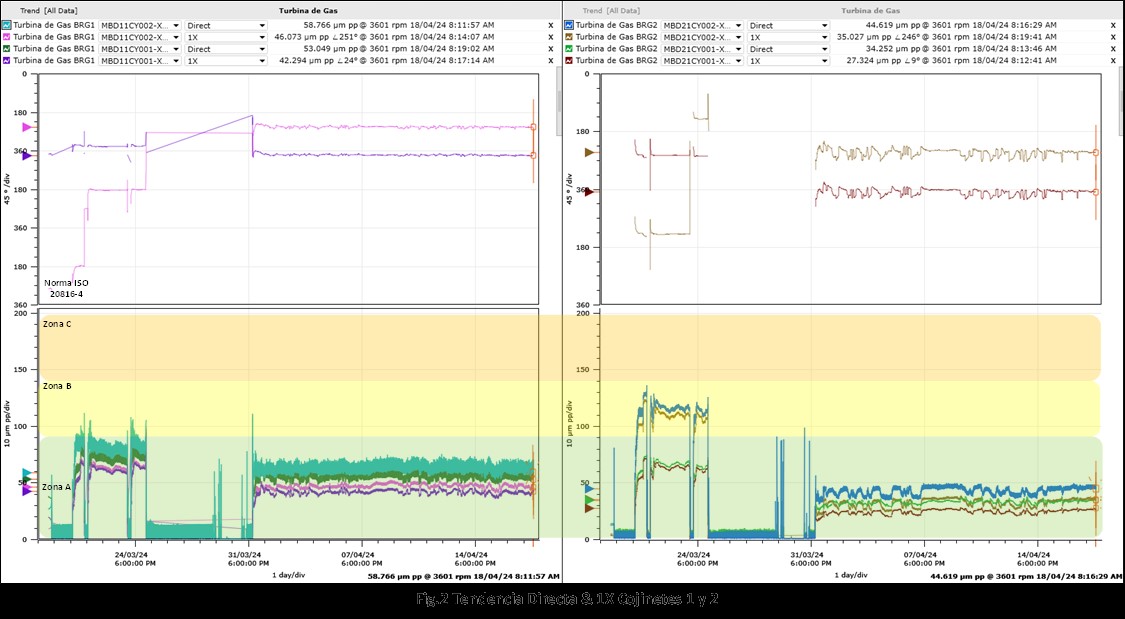 Trend [All Data] Turbina de Gas
Turbina de Gas BRG1 MBD11CY002-X... Direct 58.766 µm pp @ 3601 rpm 18/04/24 8:11:57 AM x
Turbina de Gas BRG1 MBD11CY002-X... 1X 46.073 µm pp ∠251° @ 3601 rpm 18/04/24 8:14:07 AM x
Turbina de Gas BRG1 MBD11CY001-X... Direct 53.049 µm pp @ 3601 rpm 18/04/24 8:19:02 AM x
Turbina de Gas BRG1 MBD11CY001-X... 1X 42.294 µm pp ∠24° @ 3601 rpm 18/04/24 8:17:14 AM x
0
180
360
180
360
180
360
45 ° /div
Norma ISO
20816-4
200
150
100
50
0
10 µm pp/div
Zona C
Zona B
Zona A
24/03/24 31/03/24 07/04/24 14/04/24
6:00:00 PM 6:00:00 PM 6:00:00 PM 6:00:00 PM
1 day/div 58.766 µm pp @ 3601 rpm 18/04/24 8:11:57 AM
Trend [All Data] Turbina de Gas
Turbina de Gas BRG2 MBD21CY002-X... Direct 44.619 µm pp @ 3601 rpm 18/04/24 8:16:29 AM x
Turbina de Gas BRG2 MBD21CY002-X... 1X 35.027 µm pp ∠246° @ 3601 rpm 18/04/24 8:19:41 AM x
Turbina de Gas BRG2 MBD21CY001-X... Direct 34.252 µm pp @ 3601 rpm 18/04/24 8:13:46 AM x
Turbina de Gas BRG2 MBD21CY001-X... 1X 27.324 µm pp ∠9° @ 3601 rpm 18/04/24 8:12:41 AM x
0
180
360
180
360
45 ° /div
200
150
100
50
0
10 µm pp/div
24/03/24 31/03/24 07/04/24 14/04/24
6:00:00 PM 6:00:00 PM 6:00:00 PM 6:00:00 PM
1 day/div 44.619 µm pp @ 3601 rpm 18/04/24 8:16:29 AM
Fig.2 Tendencia Directa & 1X Cojinetes 1 y 2